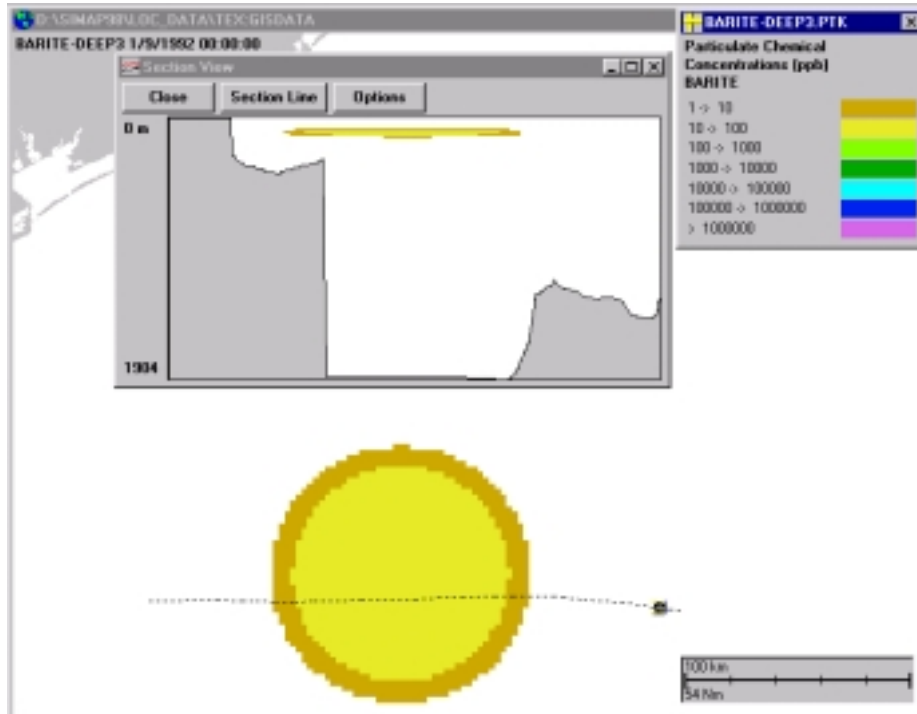 D:\SIMAP98\LOC_DATA\TEX\GISDATA
BARITE-DEEP3 1/9/1992 00:00:00
Section View
Close
Section Line
Options
0 m
1904
BARITE-DEEP3.PTK
Particulate Chemical
Concentrations (ppb)
BARITE
1 -> 10
10 -> 100
100 -> 1000
1000 -> 10000
10000 -> 100000
100000 -> 1000000
> 1000000
100 km
54 Nm